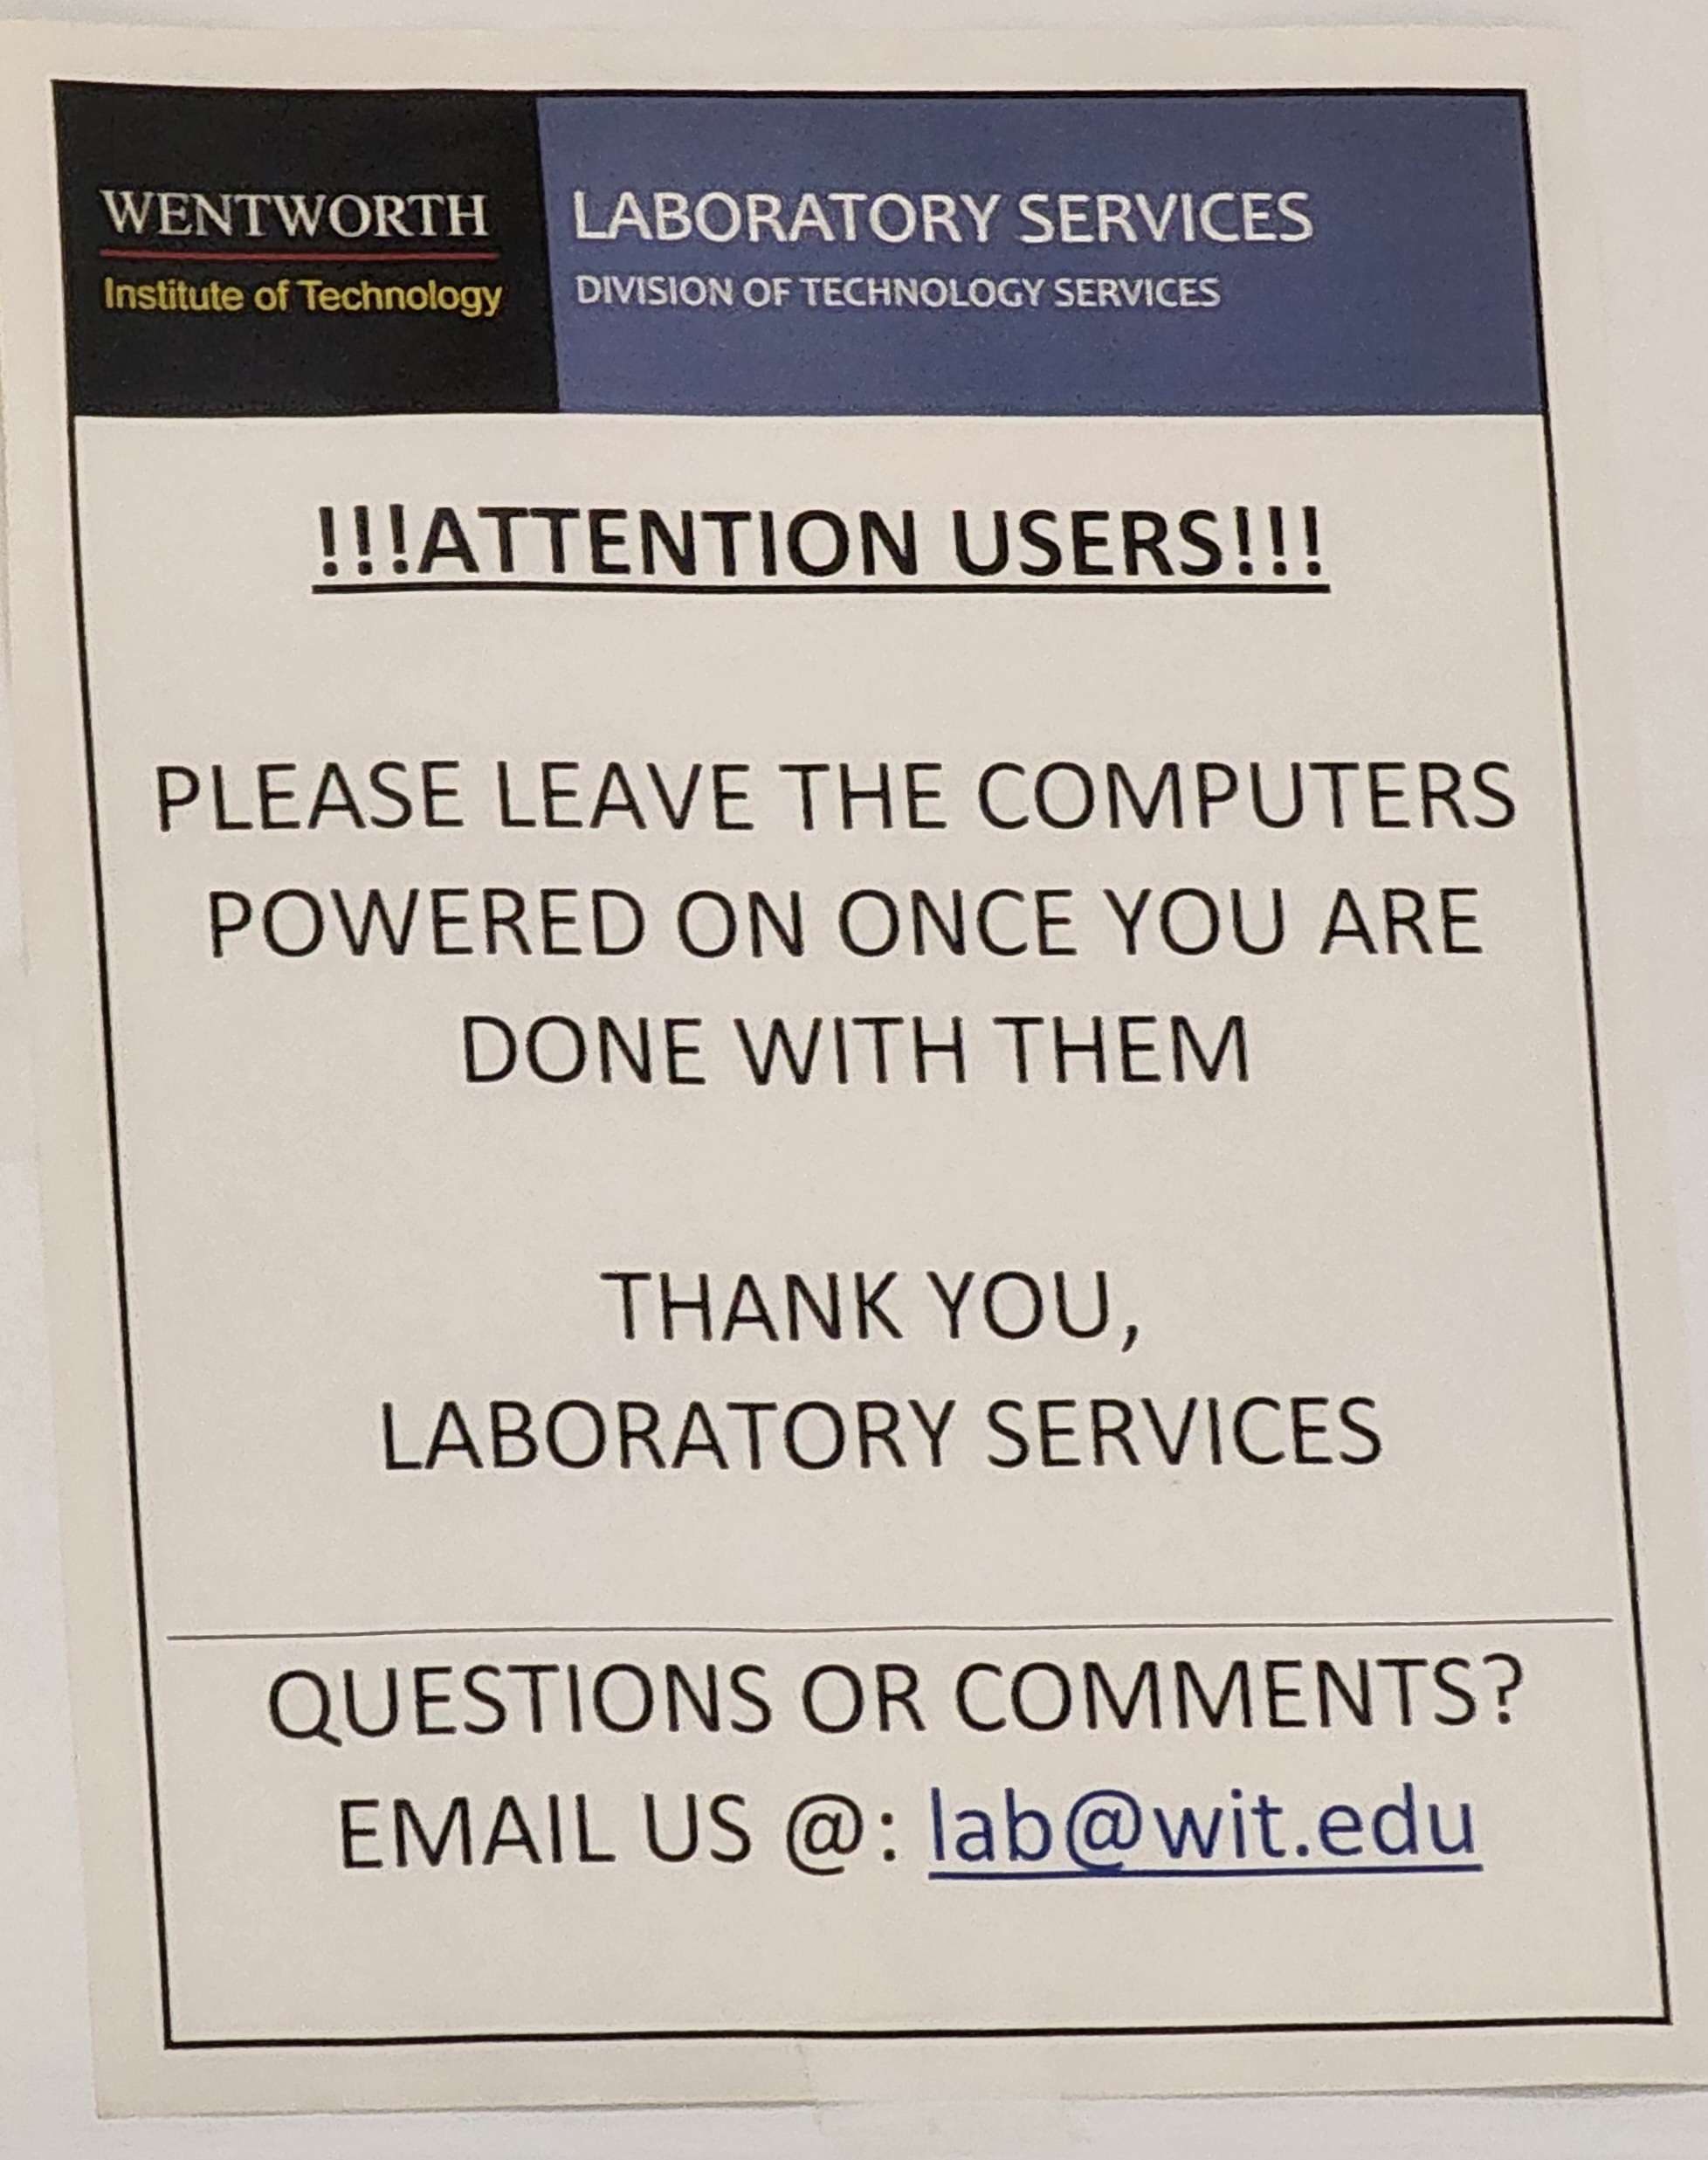 WENTWORTH
Institute of Technology
LABORATORY SERVICES
DIVISION OF TECHNOLOGY SERVICES
!!!ATTENTION USERS!!!
PLEASE LEAVE THE COMPUTERS
POWERED ON ONCE YOU ARE
DONE WITH THEM
THANK YOU,
LABORATORY SERVICES
QUESTIONS OR COMMENTS?
EMAIL US @: lab@wit.edu